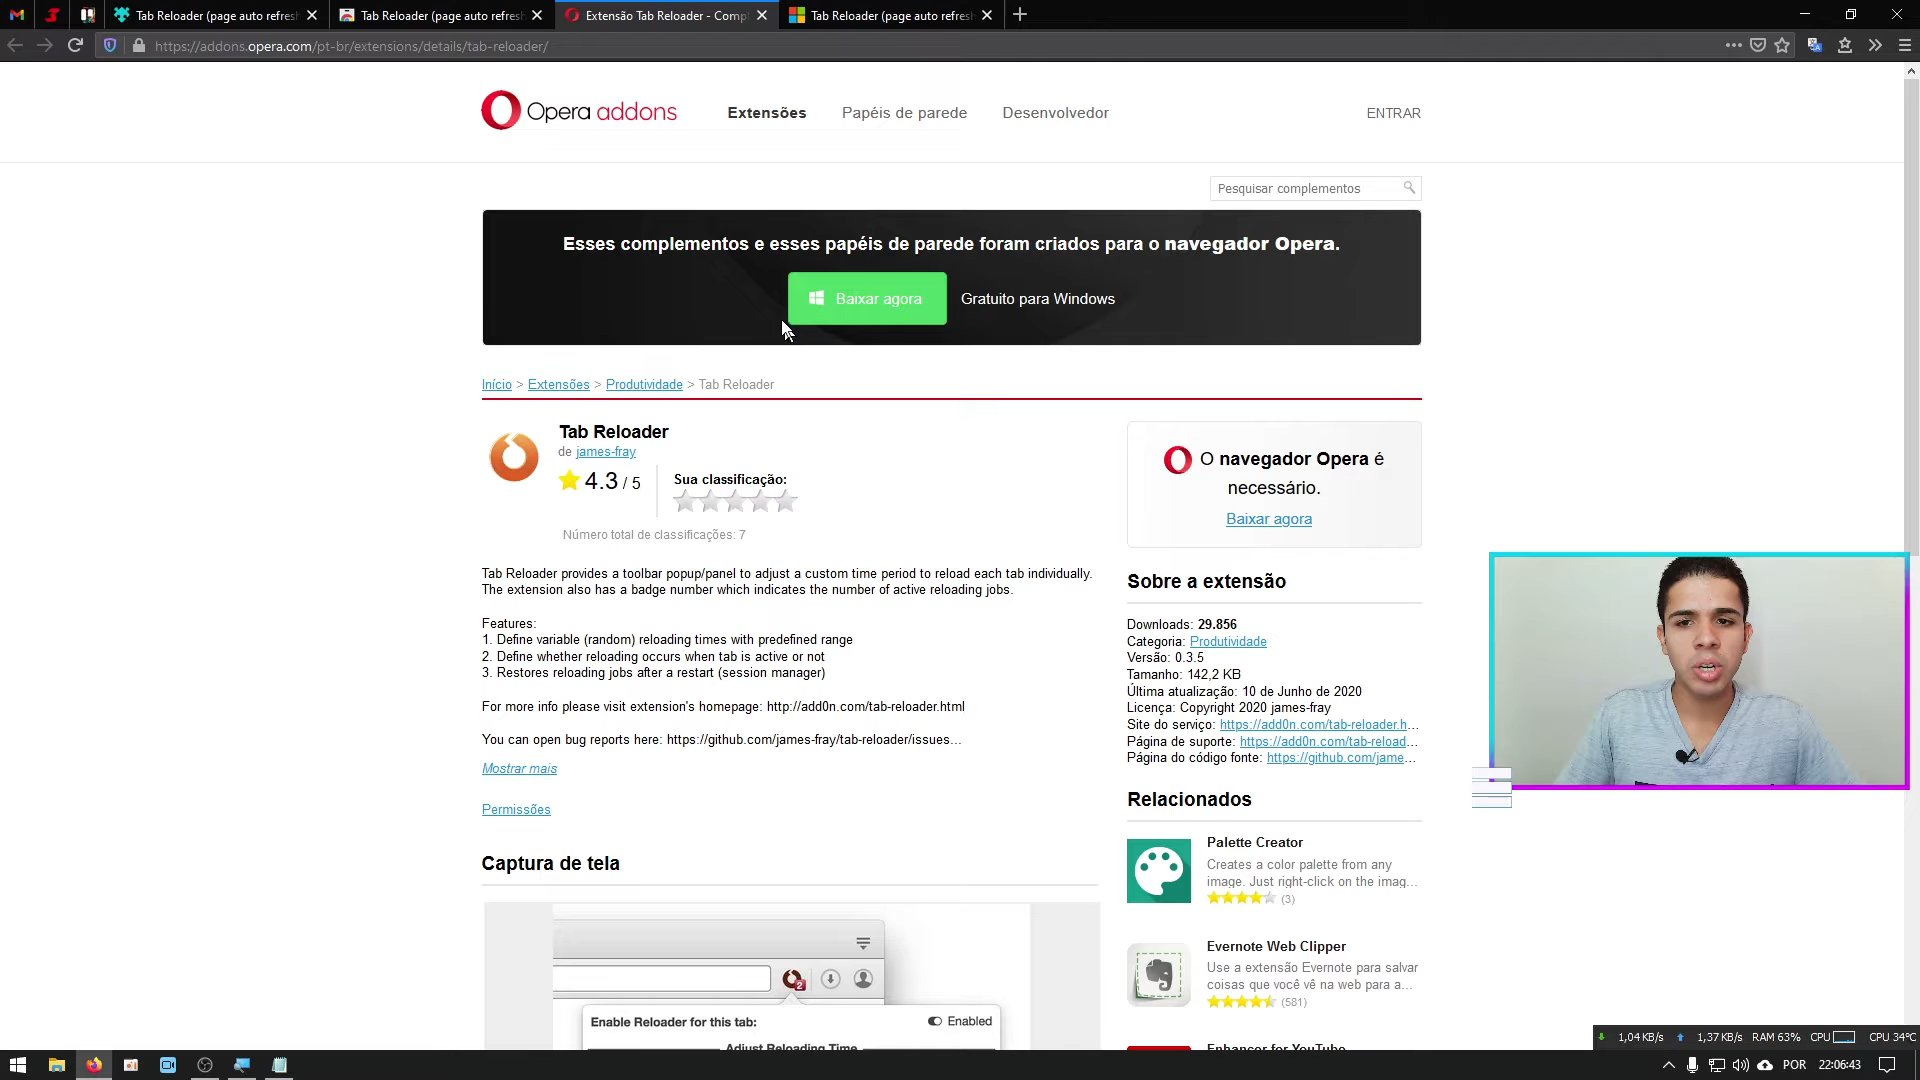 Tab Reloader (page auto refresh
Tab Reloader (page auto refresh
Extensão Tab Reloader - Compl
Tab Reloader (page auto refresh
https://addons.opera.com/pt-br/extensions/details/tab-reloader/
Opera addons
Extensões
Papéis de parede
Desenvolvedor
ENTRAR
Pesquisar complementos
Esses complementos e esses papéis de parede foram criados para o navegador Opera.
Baixar agora
Gratuito para Windows
Início > Extensões > Produtividade > Tab Reloader
Tab Reloader
de james-fray
4.3 / 5
Sua classificação:
Número total de classificações: 7
Tab Reloader provides a toolbar popup/panel to adjust a custom time period to reload each tab individually.
The extension also has a badge number which indicates the number of active reloading jobs.
Features:
1. Define variable (random) reloading times with predefined range
2. Define whether reloading occurs when tab is active or not
3. Restores reloading jobs after a restart (session manager)
For more info please visit extension's homepage: http://add0n.com/tab-reloader.html
You can open bug reports here: https://github.com/james-fray/tab-reloader/issues...
Mostrar mais
Permissões
Captura de tela
2
Enable Reloader for this tab:
Enabled
Adjust Reloading Time
O navegador Opera é
necessário.
Baixar agora
Sobre a extensão
Downloads: 29.856
Categoria: Produtividade
Versão: 0.3.5
Tamanho: 142,2 KB
Última atualização: 10 de Junho de 2020
Licença: Copyright 2020 james-fray
Site do serviço: https://add0n.com/tab-reloader.h...
Página de suporte: https://add0n.com/tab-reload...
Página do código fonte: https://github.com/jame...
Relacionados
Palette Creator
Creates a color palette from any
image. Just right-click on the imag...
(3)
Evernote Web Clipper
Use a extensão Evernote para salvar
coisas que você vê na web para a...
(581)
Enhancer for YouTube
1,04 KB/s
1,37 KB/s
RAM 63%
CPU
CPU 34°C
POR
22:06:43